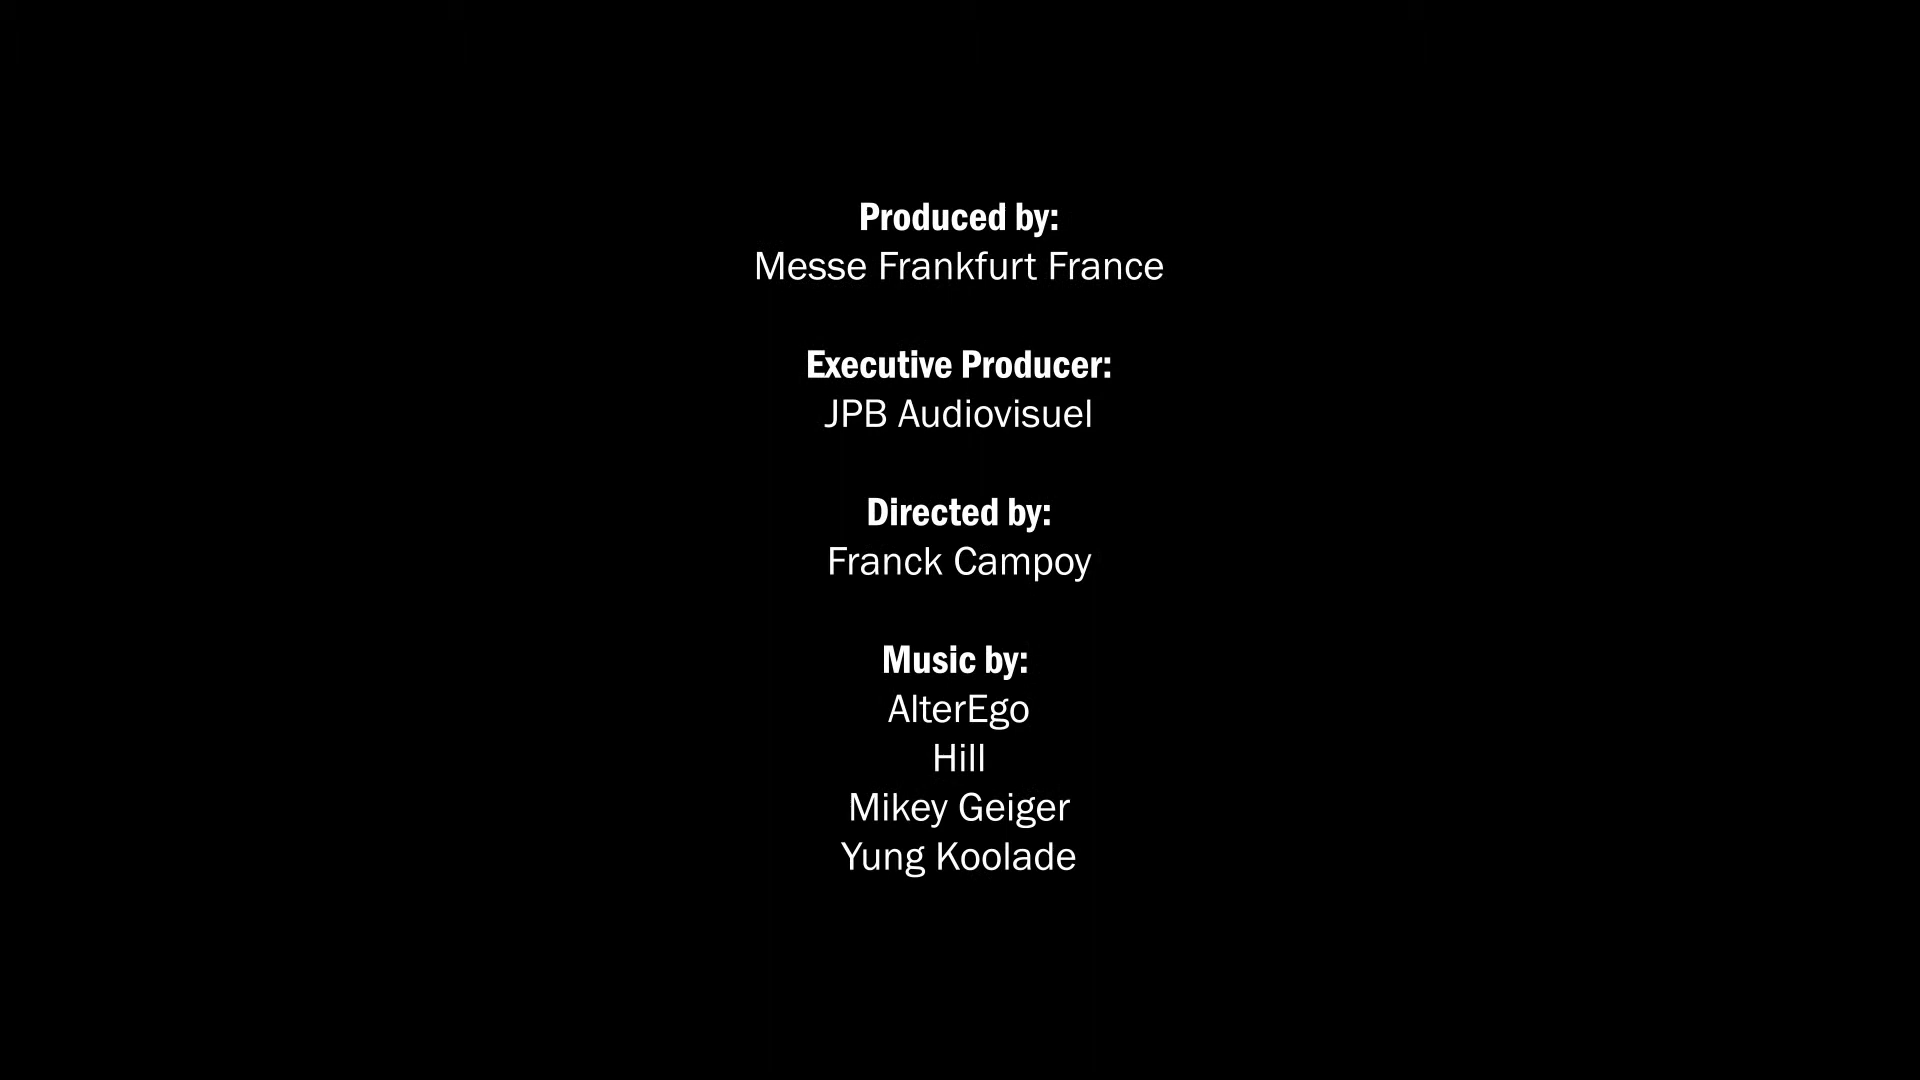 Produced by:
Messe Frankfurt France
Executive Producer:
JPB Audiovisuel
Directed by:
Franck Campoy
Music by:
AlterEgo
Hill
Mikey Geiger
Yung Koolade